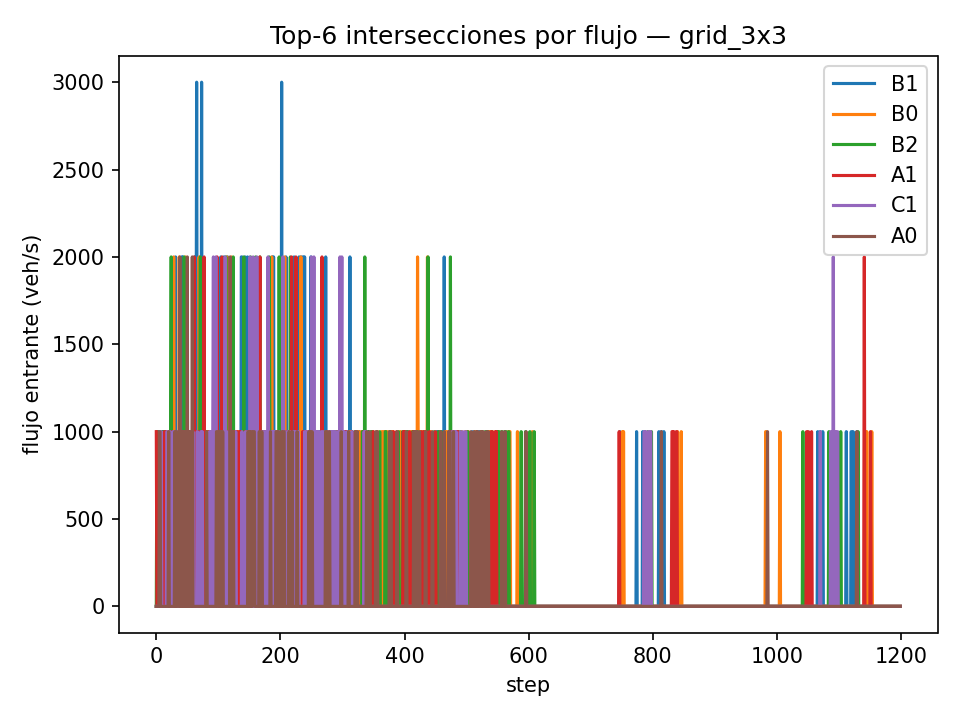 Top-6 intersecciones por flujo — grid_3x3
flujo entrante (veh/s)
3000
2500
2000
1500
1000
500
0
0 200 400 600 800 1000 1200
step
B1
B0
B2
A1
C1
A0